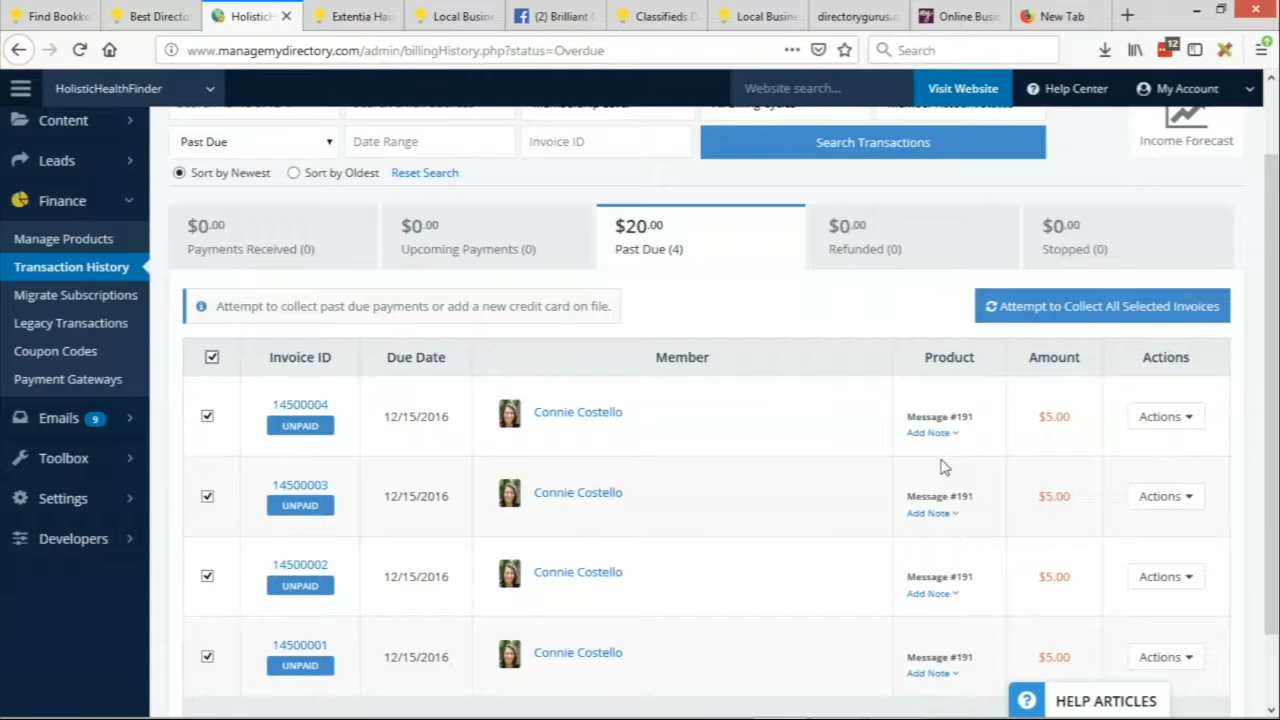 Find Bookke
Best Directo
Holistic
Extentia Hai
Local Busine
(2) Brilliant
Classifieds D
Local Busine
directorygurus.c
Online Busi
New Tab
www.managemydirectory.com/admin/billingHistory.php?status=Overdue
Search
12
HolisticHealthFinder
Website search...
Visit Website
Help Center
My Account
Content
Leads
Finance
Manage Products
Transaction History
Migrate Subscriptions
Legacy Transactions
Coupon Codes
Payment Gateways
Emails 9
Toolbox
Settings
Developers
Past Due
Date Range
Invoice ID
Search Transactions
Income Forecast
Sort by Newest
Sort by Oldest
Reset Search
$0.00
Payments Received (0)
$0.00
Upcoming Payments (0)
$20.00
Past Due (4)
$0.00
Refunded (0)
$0.00
Stopped (0)
Attempt to collect past due payments or add a new credit card on file.
Attempt to Collect All Selected Invoices
Invoice ID Due Date Member Product Amount Actions
14500004
UNPAID
12/15/2016
Connie Costello
Message #191
Add Note
$5.00
Actions
14500003
UNPAID
12/15/2016
Connie Costello
Message #191
Add Note
$5.00
Actions
14500002
UNPAID
12/15/2016
Connie Costello
Message #191
Add Note
$5.00
Actions
14500001
UNPAID
12/15/2016
Connie Costello
Message #191
Add Note
$5.00
Actions
HELP ARTICLES